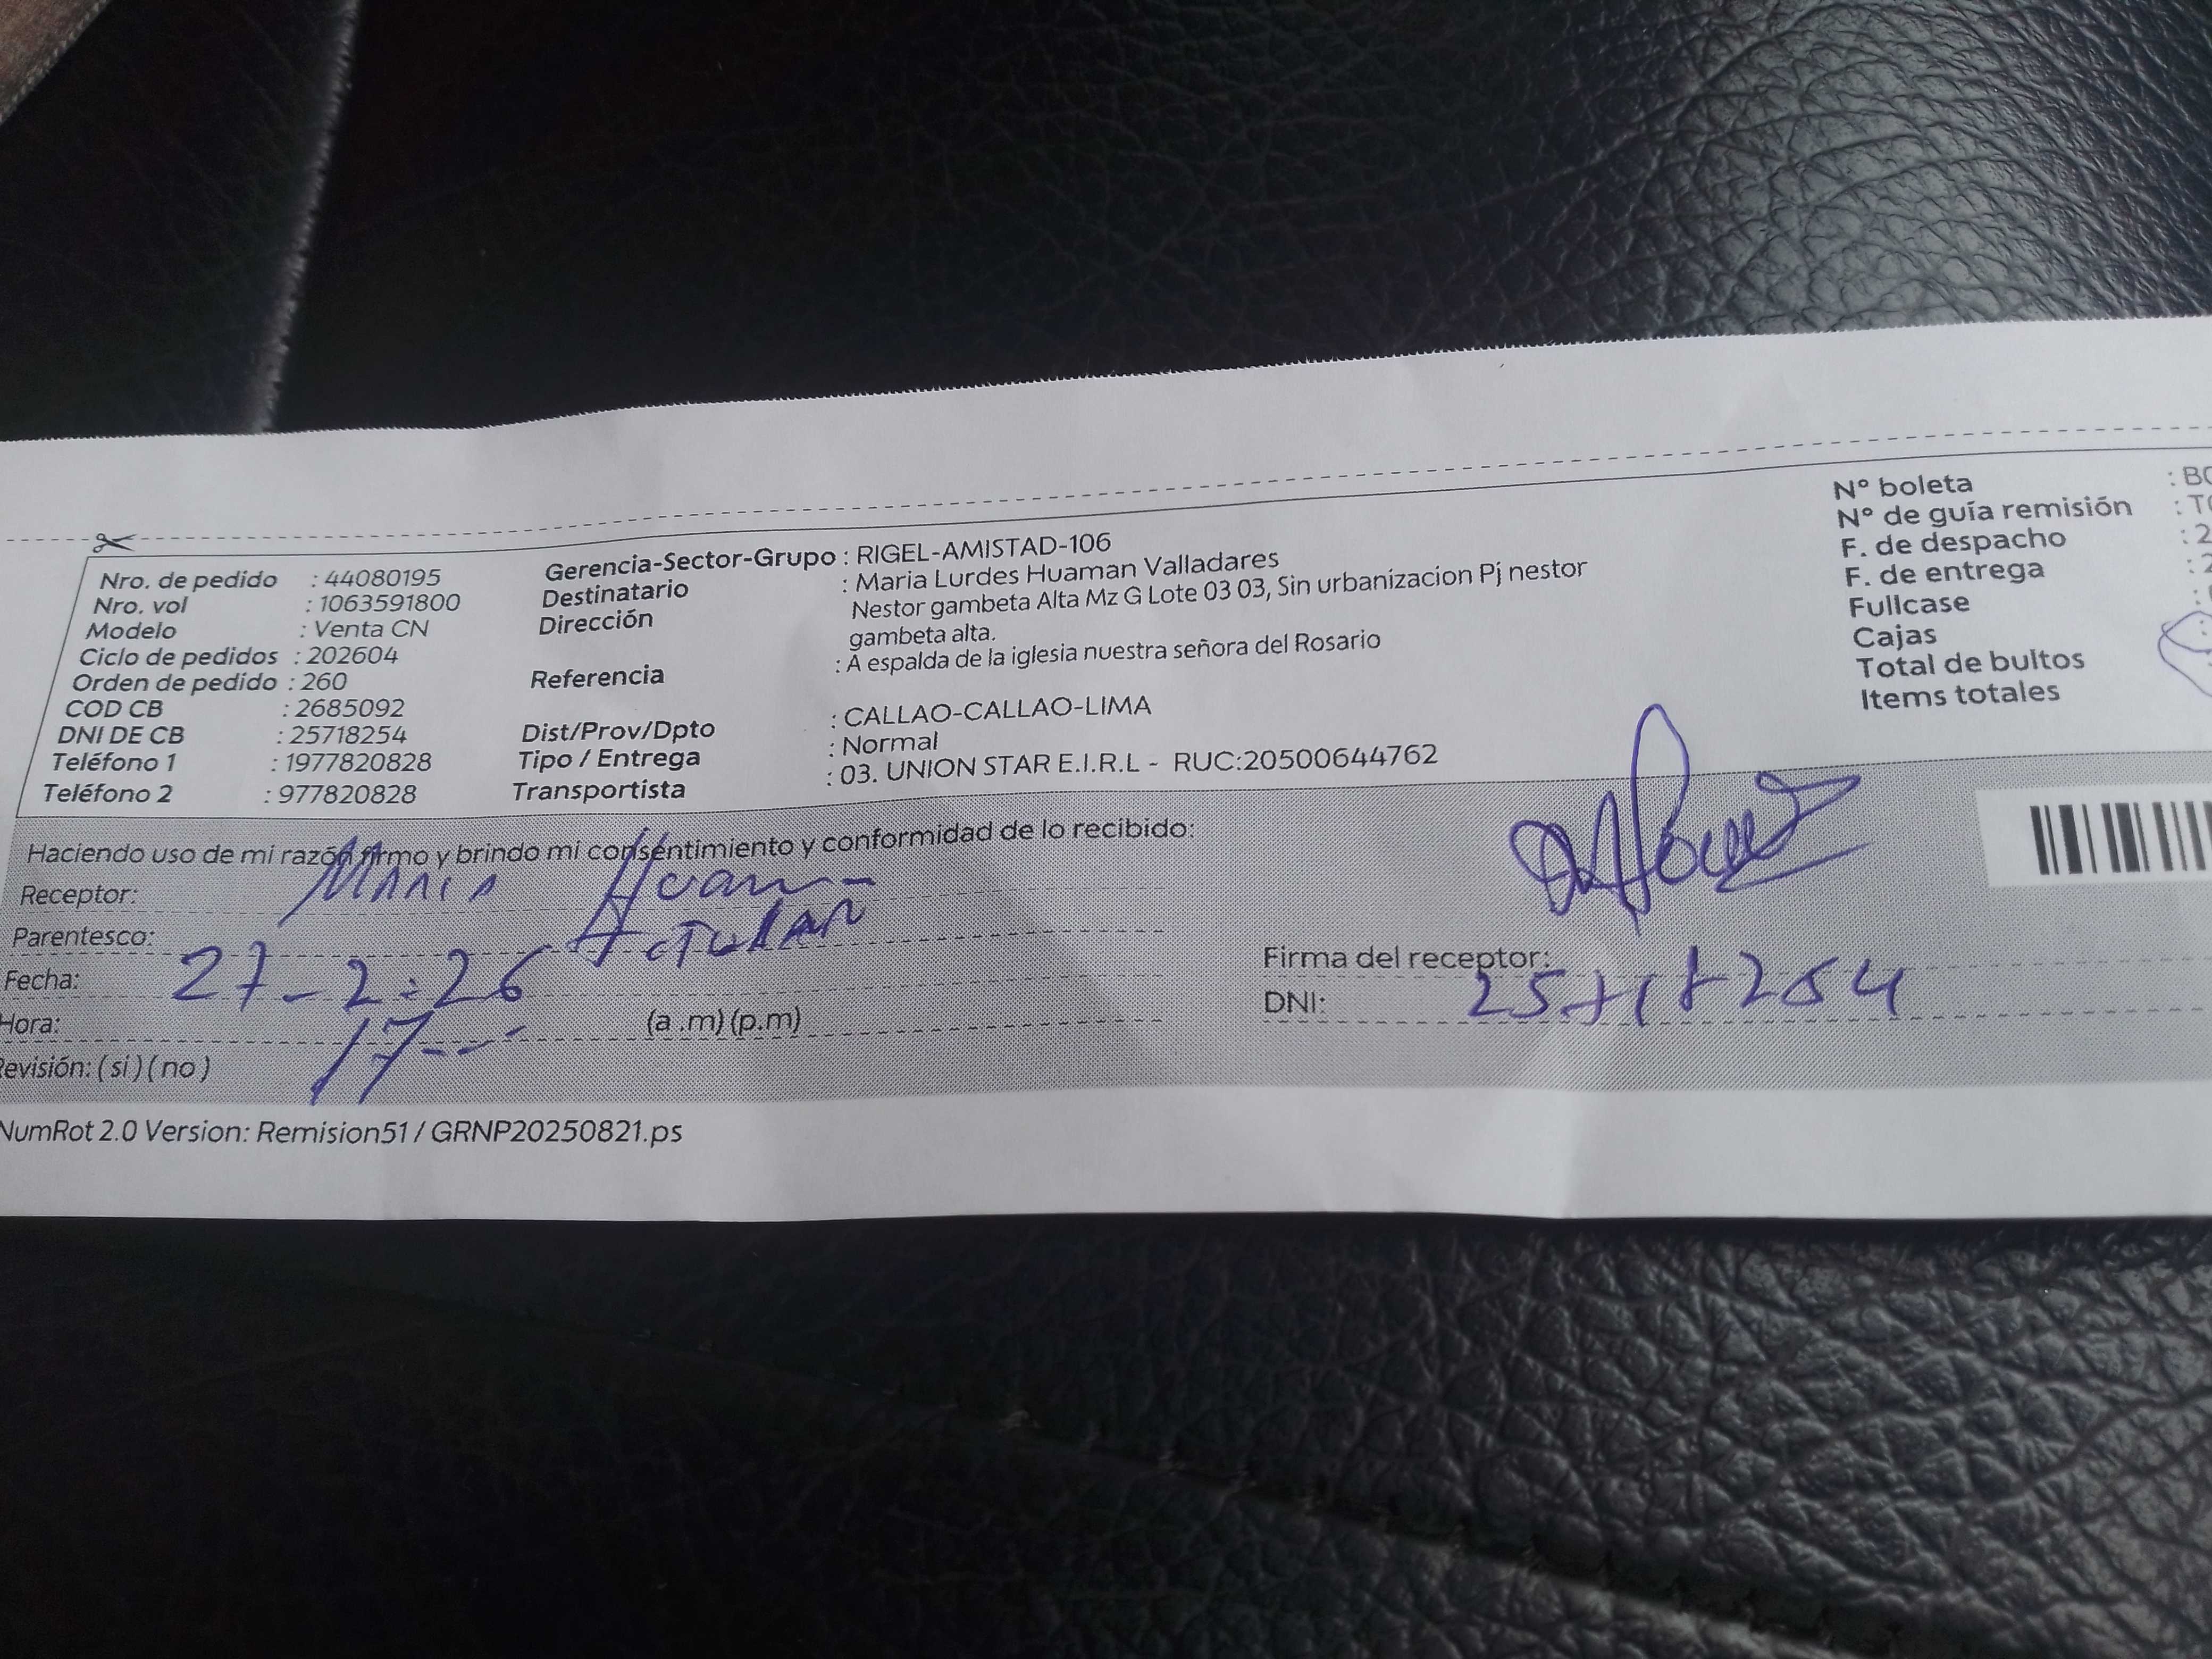 Nro. de pedido : 44080195
Nro. vol : 1063591800
Modelo : Venta CN
Ciclo de pedidos : 202604
Orden de pedido : 260
COD CB : 2685092
DNI DE CB : 25718254
Teléfono 1 : 1977820828
Teléfono 2 : 977820828
Gerencia-Sector-Grupo : RIGEL-AMISTAD-106
Destinatario : Maria Lurdes Huaman Valladares
Dirección Nestor gambeta Alta Mz G Lote 03 03, Sin urbanizacion Pj nestor
gambeta alta.
Referencia : A espalda de la iglesia nuestra señora del Rosario
Dist/Prov/Dpto : CALLAO-CALLAO-LIMA
Tipo / Entrega : Normal
Transportista : 03. UNION STAR E.I.R.L - RUC:20500644762
N° boleta : B
N° de guía remisión : T
F. de despacho : 2
F. de entrega : 2
Fullcase :
Cajas
Total de bultos
Items totales
Haciendo uso de mi razón firmo y brindo mi consentimiento y conformidad de lo recibido:
Receptor: Maria Huam
Parentesco:
Fecha: 27-2-26
Hora: 17 (a .m) (p.m)
Revisión: ( si ) ( no )
Firma del receptor:
DNI: 25718254
NumRot 2.0 Version: Remision51 / GRNP20250821.ps